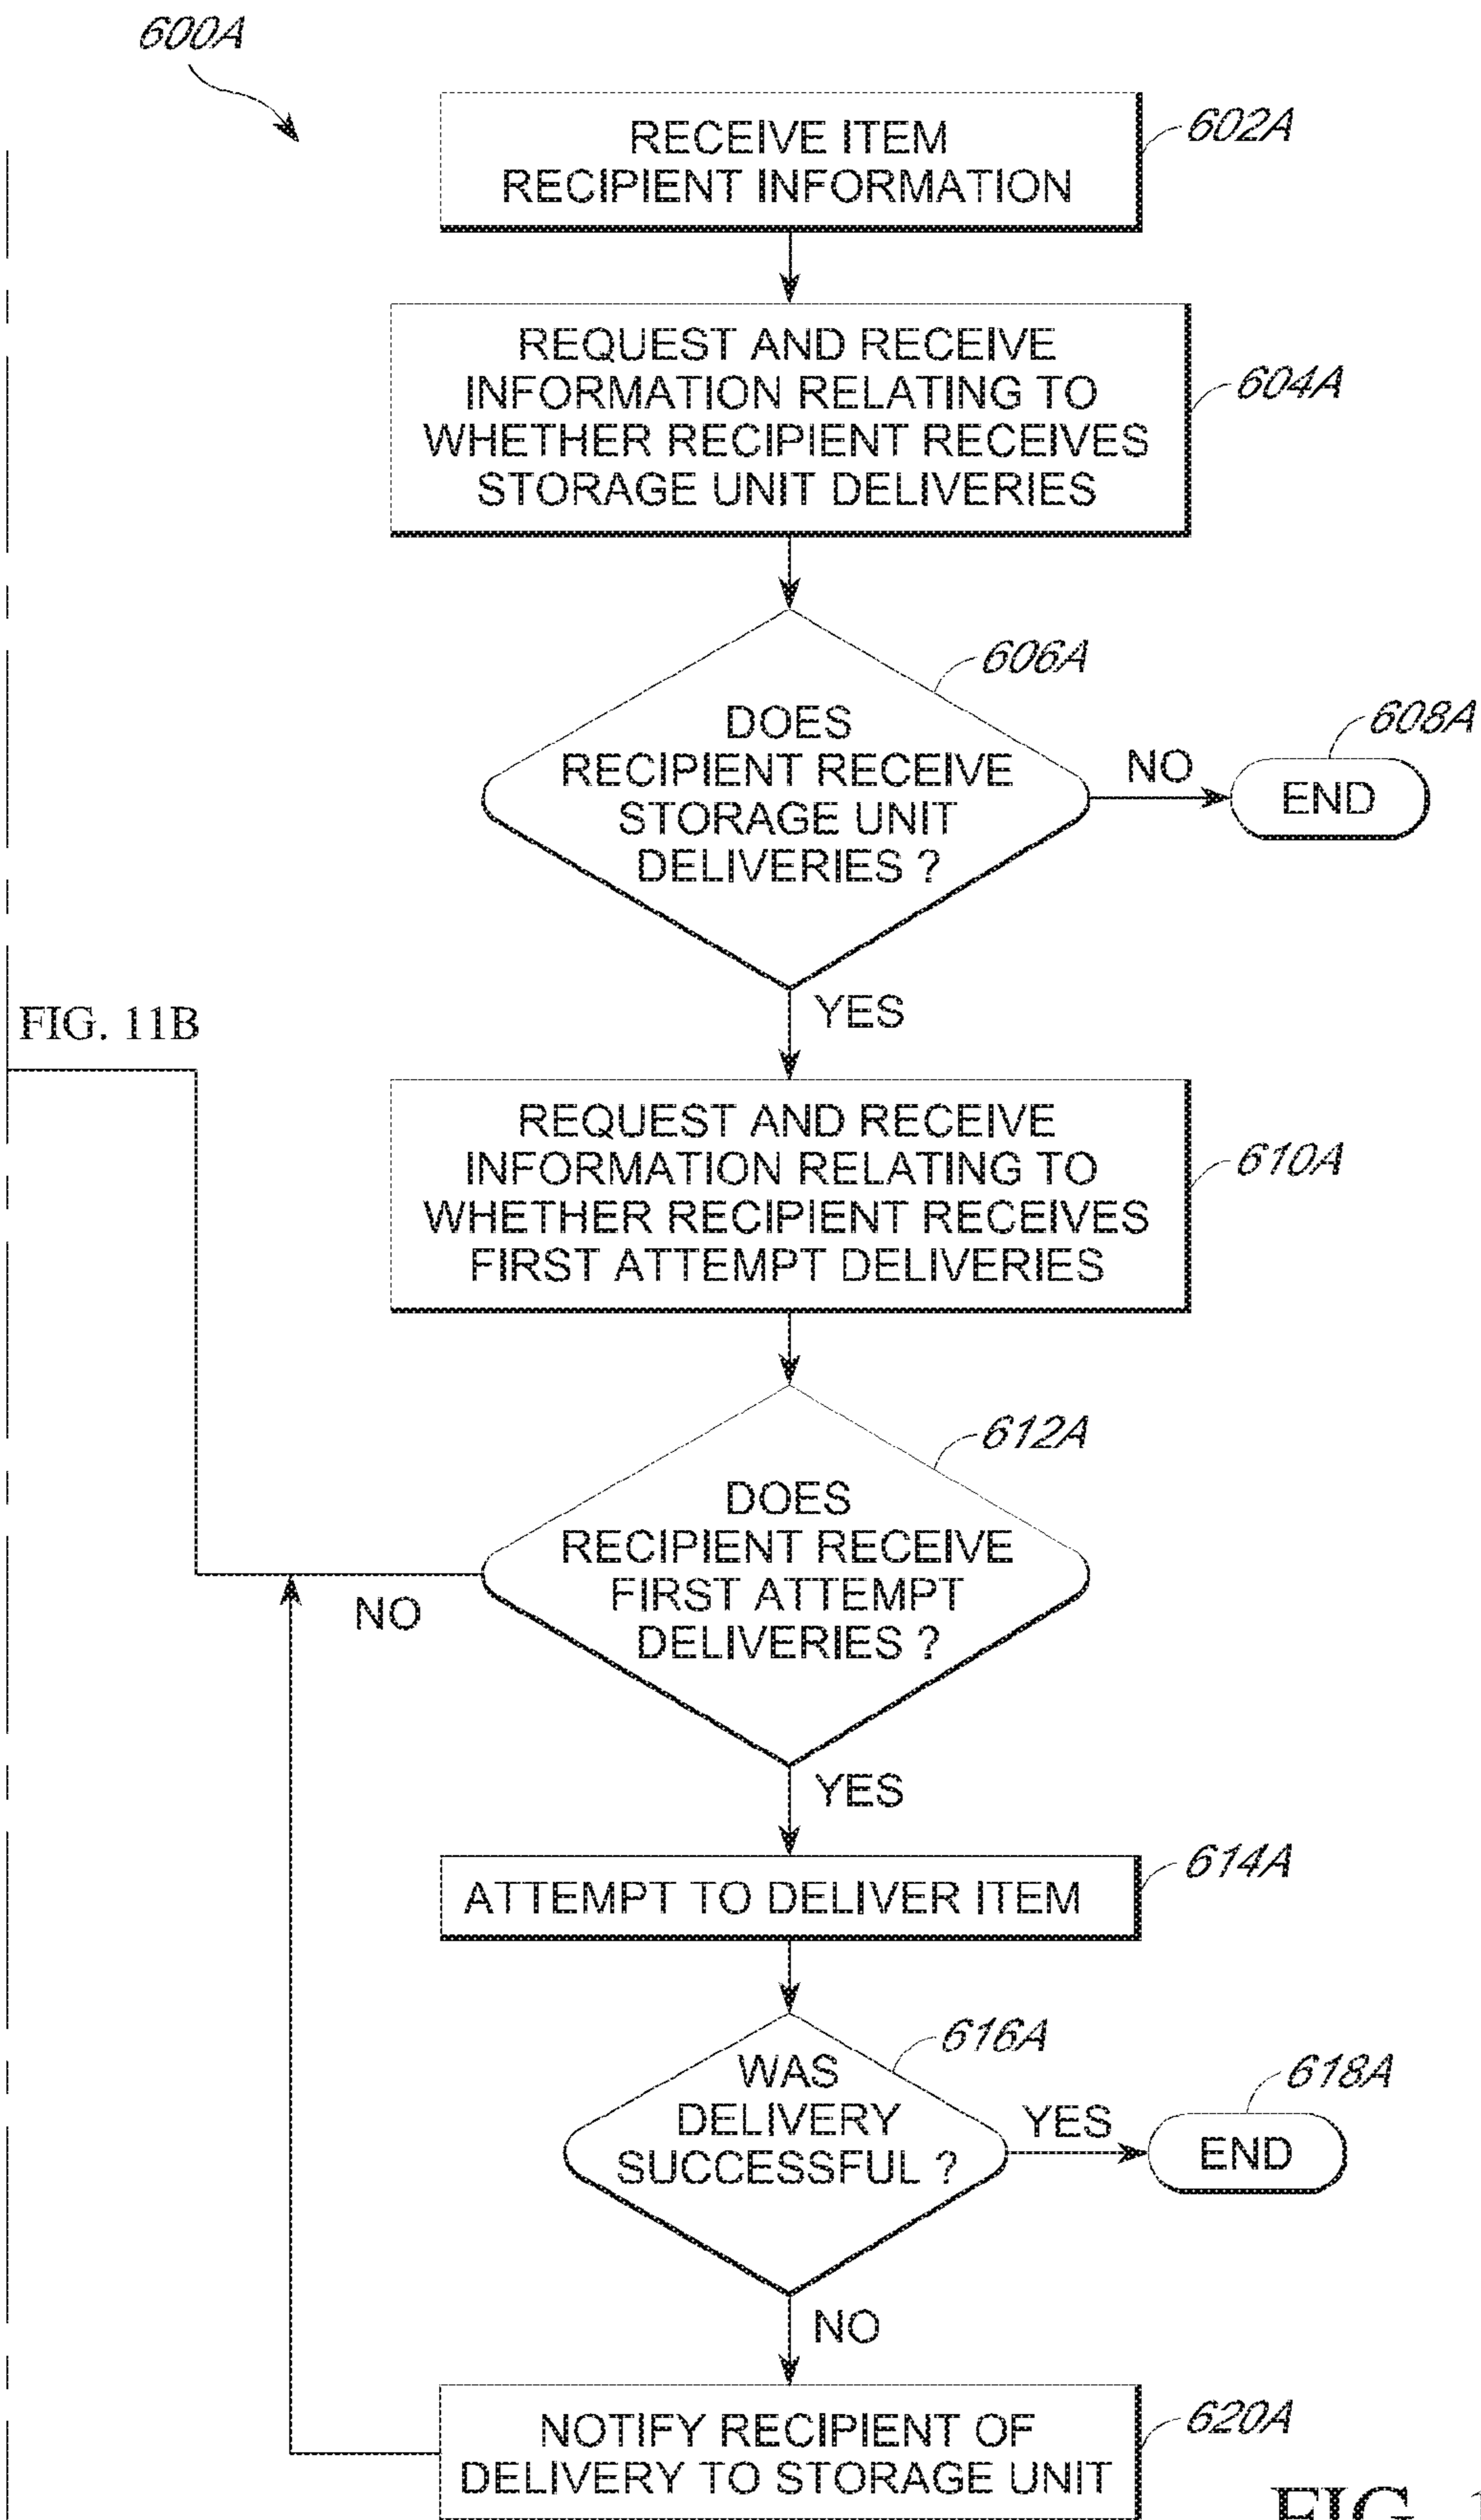 600A
RECEIVE ITEM
RECIPIENT INFORMATION
602A
REQUEST AND RECEIVE
INFORMATION RELATING TO
WHETHER RECIPIENT RECEIVES
STORAGE UNIT DELIVERIES
604A
DOES
RECIPIENT RECEIVE
STORAGE UNIT
DELIVERIES ?
606A
NO
END
608A
YES
FIG. 11B
REQUEST AND RECEIVE
INFORMATION RELATING TO
WHETHER RECIPIENT RECEIVES
FIRST ATTEMPT DELIVERIES
610A
DOES
RECIPIENT RECEIVE
FIRST ATTEMPT
DELIVERIES ?
612A
NO
YES
ATTEMPT TO DELIVER ITEM
614A
WAS
DELIVERY
SUCCESSFUL ?
616A
YES
END
618A
NO
NOTIFY RECIPIENT OF
DELIVERY TO STORAGE UNIT
620A
FIG.